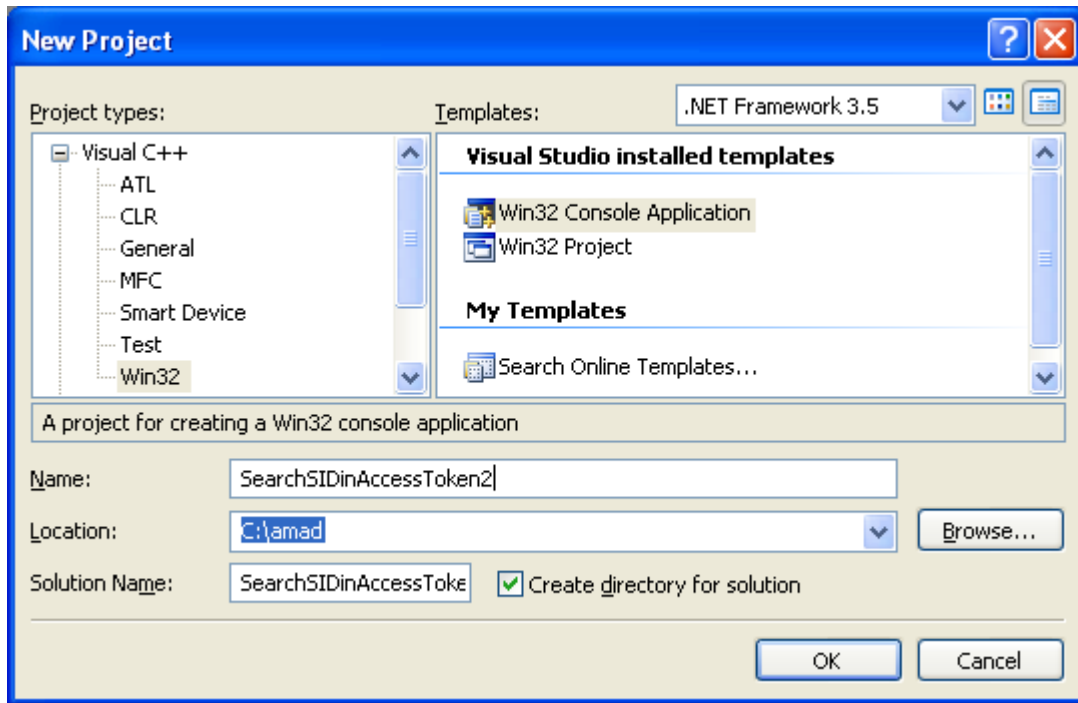 New Project
Project types:
Templates:
.NET Framework 3.5
Visual C++
ATL
CLR
General
MFC
Smart Device
Test
Win32
Visual Studio installed templates
Win32 Console Application
Win32 Project
My Templates
Search Online Templates...
A project for creating a Win32 console application
Name:
SearchSIDinAccessToken2
Location:
C:\amad
Browse...
Solution Name:
SearchSIDinAccessToke
Create directory for solution
OK
Cancel